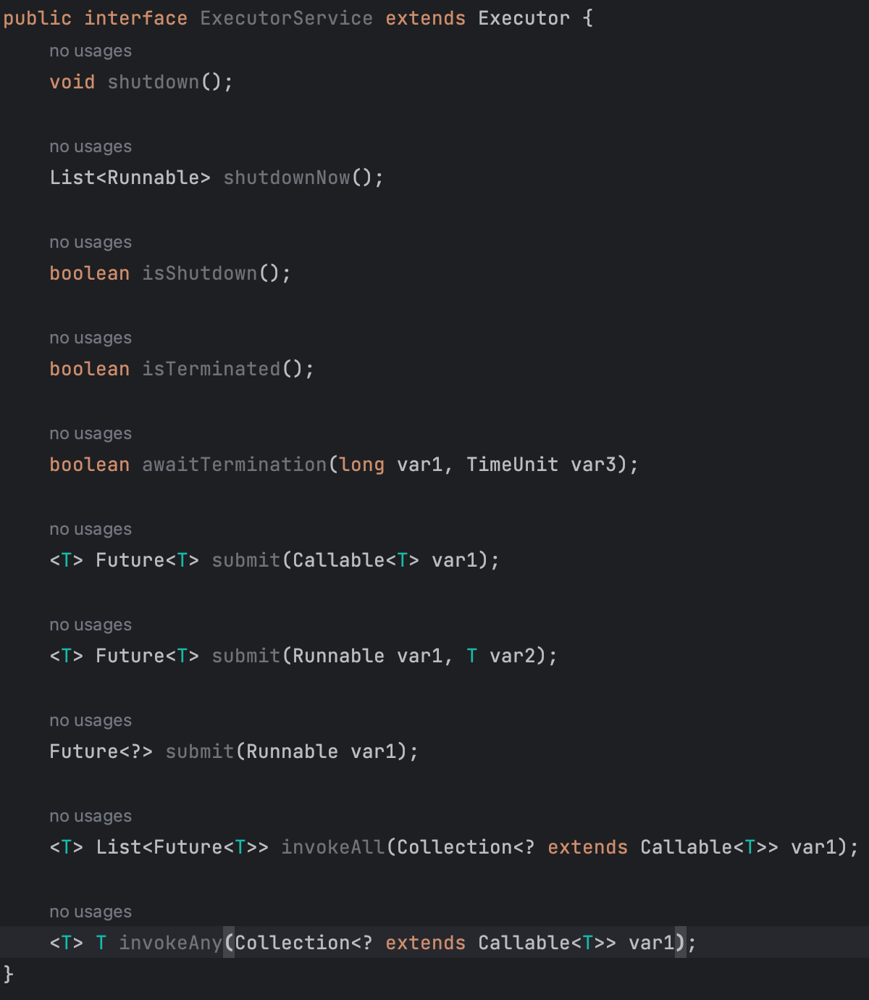 public interface ExecutorService extends Executor {
no usages
void shutdown();
no usages
List<Runnable> shutdownNow();
no usages
boolean isShutdown();
no usages
boolean isTerminated();
no usages
boolean awaitTermination(long var1, TimeUnit var3);
no usages
<T> Future<T> submit(Callable<T> var1);
no usages
<T> Future<T> submit(Runnable var1, T var2);
no usages
Future<?> submit(Runnable var1);
no usages
<T> List<Future<T>> invokeAll(Collection<? extends Callable<T>> var1);
no usages
<T> T invokeAny(Collection<? extends Callable<T>> var1);
}